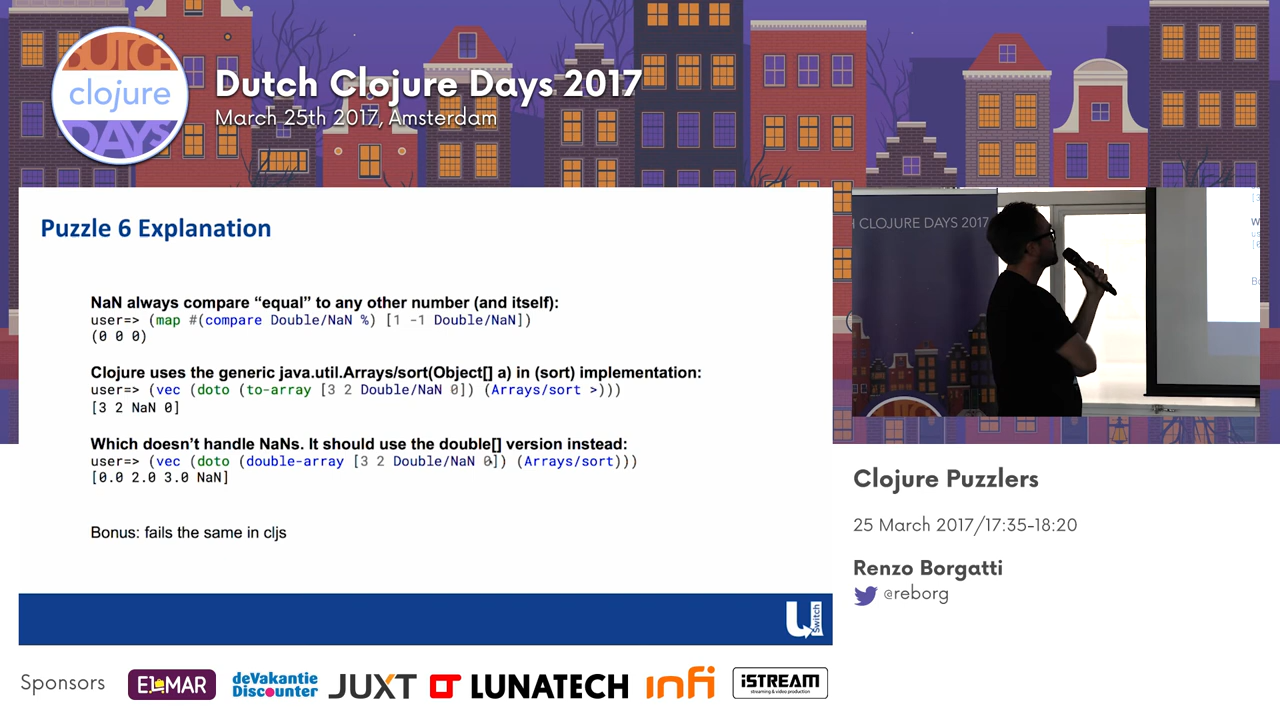 DUTCH
clojure
DAYS
Dutch Clojure Days 2017
March 25th 2017, Amsterdam
Puzzle 6 Explanation
NaN always compare “equal” to any other number (and itself):
user=> (map #(compare Double/NaN %) [1 -1 Double/NaN])
(0 0 0)
Clojure uses the generic java.util.Arrays/sort(Object[] a) in (sort) implementation:
user=> (vec (doto (to-array [3 2 Double/NaN 0]) (Arrays/sort >)))
[3 2 NaN 0]
Which doesn’t handle NaNs. It should use the double[] version instead:
user=> (vec (doto (double-array [3 2 Double/NaN 0]) (Arrays/sort)))
[0.0 2.0 3.0 NaN]
Bonus: fails the same in cljs
U Switch
CLOJURE DAYS 2017
Clojure Puzzlers
25 March 2017/17:35-18:20
Renzo Borgatti
@reborg
Sponsors
ELMAR
deVakantie
Discounter
JUXT
LUNATECH
infi
iSTREAM
streaming & video production